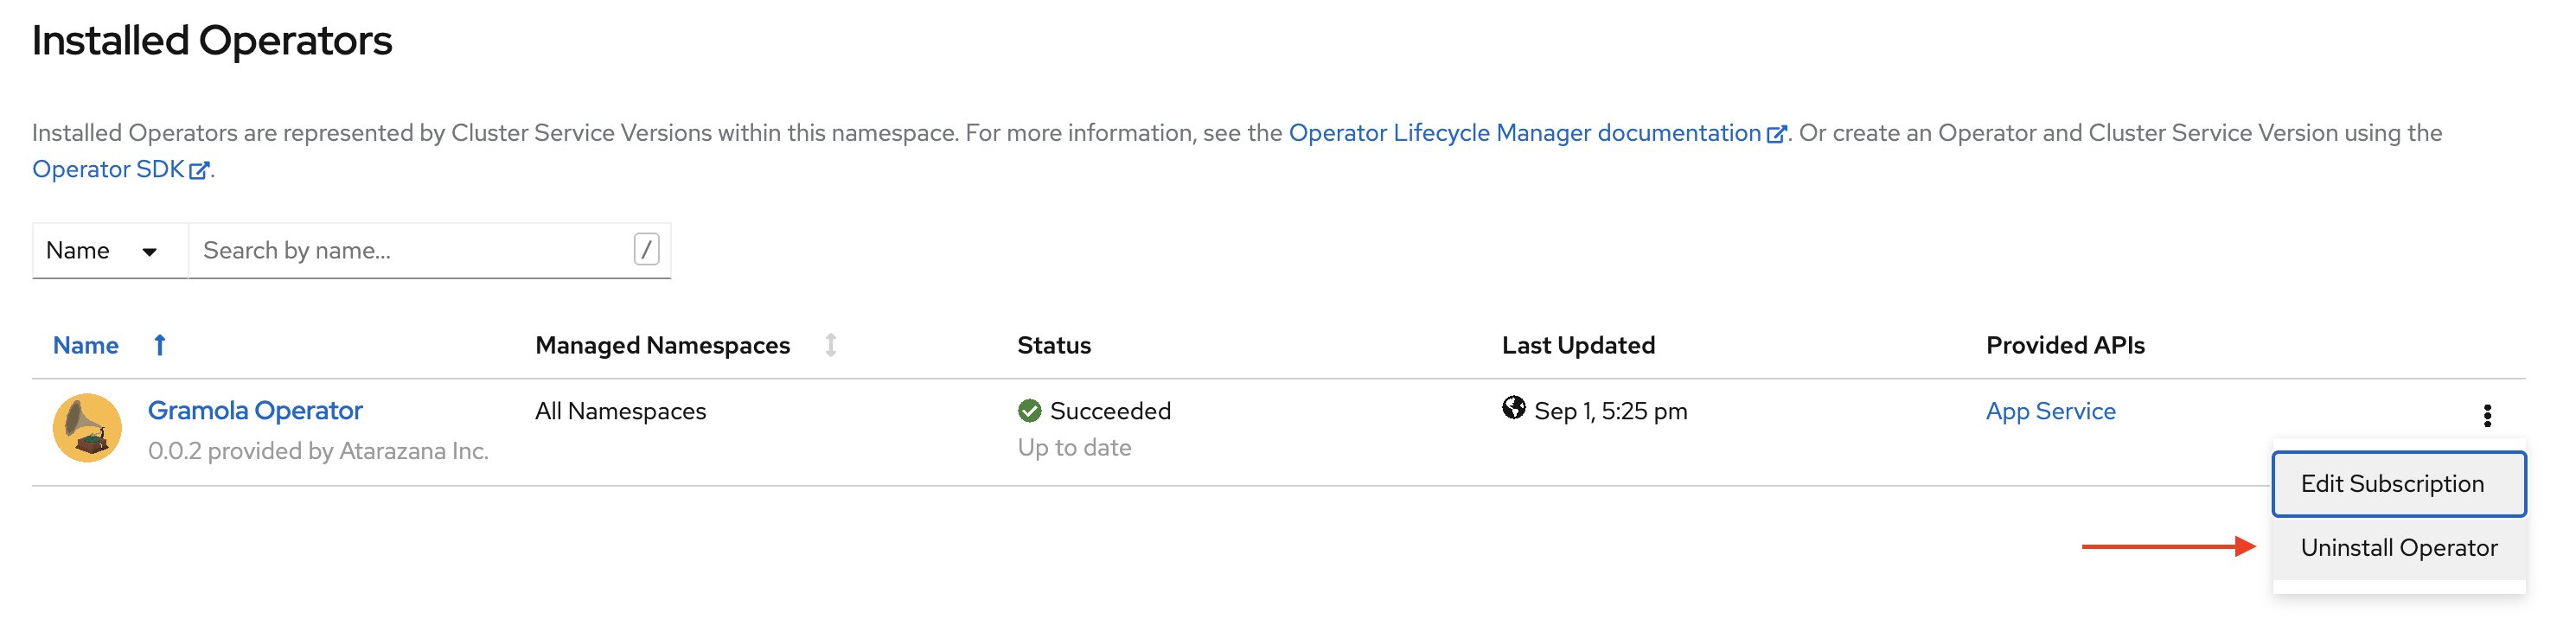 Installed Operators
Installed Operators are represented by Cluster Service Versions within this namespace. For more information, see the Operator Lifecycle Manager documentation. Or create an Operator and Cluster Service Version using the
Operator SDK.
Name Search by name... /
Name Managed Namespaces Status Last Updated Provided APIs
Gramola Operator All Namespaces Succeeded Sep 1, 5:25 pm App Service
0.0.2 provided by Atarazana Inc. Up to date
Edit Subscription
Uninstall Operator